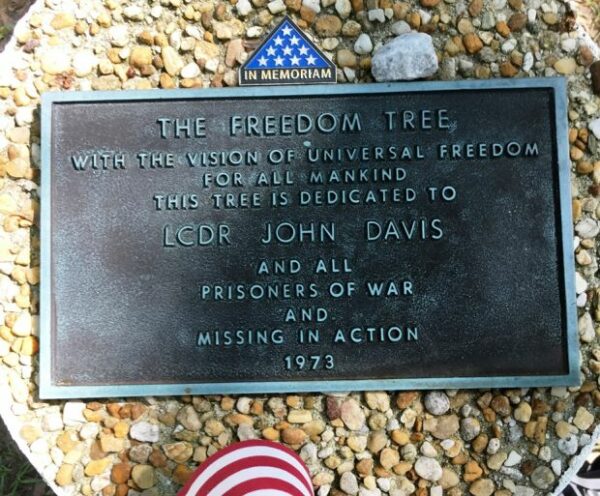 IN MEMORIAM
THE FREEDOM TREE
WITH THE VISION OF UNIVERSAL FREEDOM
FOR ALL MANKIND
THIS TREE IS DEDICATED TO
LCDR JOHN DAVIS
AND ALL
PRISONERS OF WAR
AND
MISSING IN ACTION
1973